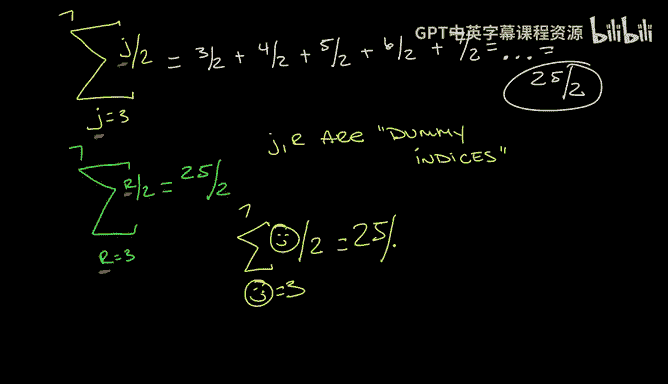 GPT中英字幕课程资源 bilibili
7
∑ j/2 = 3/2 + 4/2 + 5/2 + 6/2 + 7/2 = ... = 25/2
j=3
j, R ARE "DUMMY
INDICES"
7
∑ R/2 = 25/2
R=3
7
∑ ☺/2 = 25/
☺=3